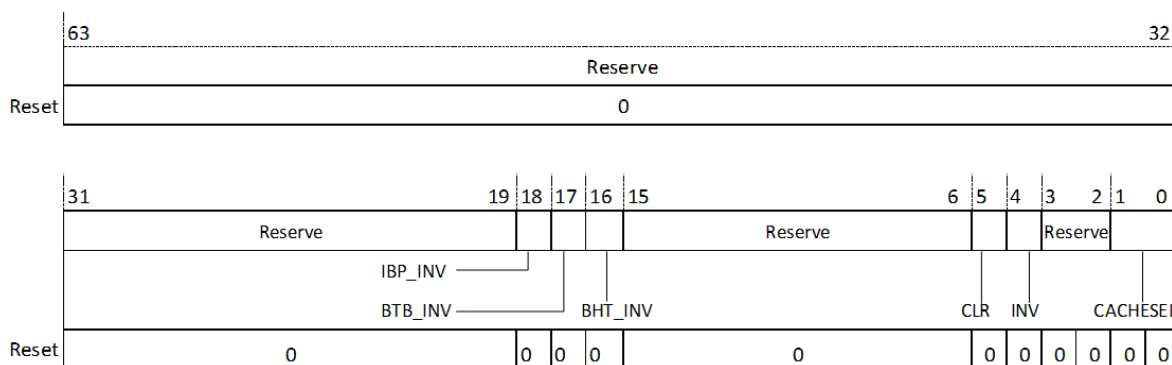 63 32
Reserve
Reset 0
31 19 18 17 16 15 6 5 4 3 2 1 0
Reserve Reserve Reserve
IBP_INV
BTB_INV BHT_INV CLR INV CACHESEL
Reset 0 0 0 0 0 0 0 0 0 0 0